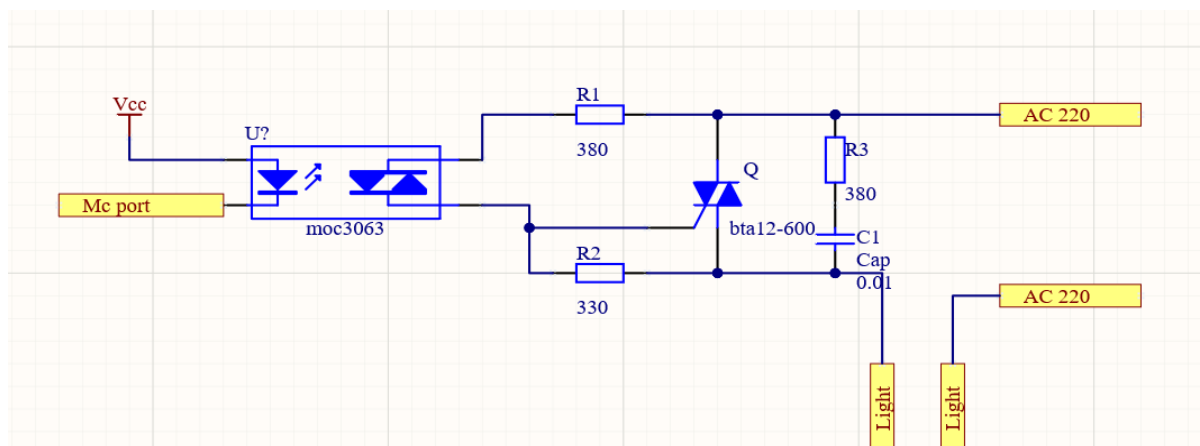 Vcc
U?
Mc port
moc3063
R1
380
R2
330
Q
bta12-600
R3
380
C1
Cap
0.01
AC 220
AC 220
Light
Light